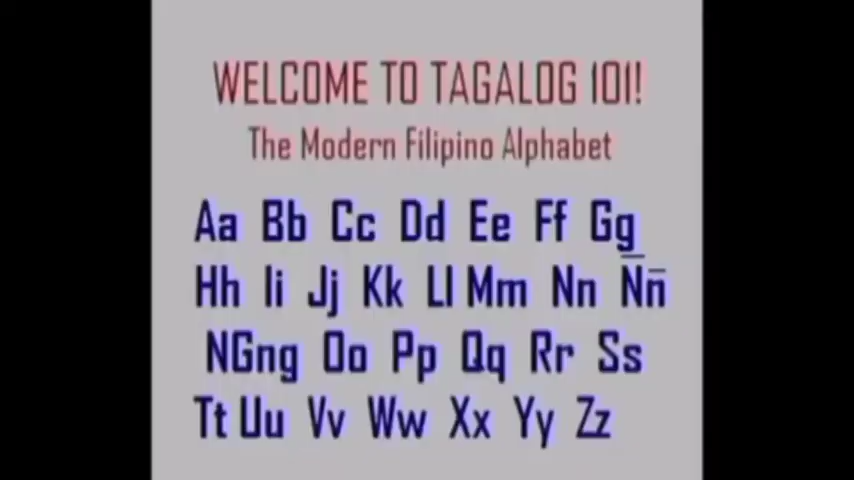 WELCOME TO TAGALOG 101!
The Modern Filipino Alphabet
Aa Bb Cc Dd Ee Ff Gg
Hh Ii Jj Kk Ll Mm Nn Ññ
NGng Oo Pp Qq Rr Ss
Tt Uu Vv Ww Xx Yy Zz